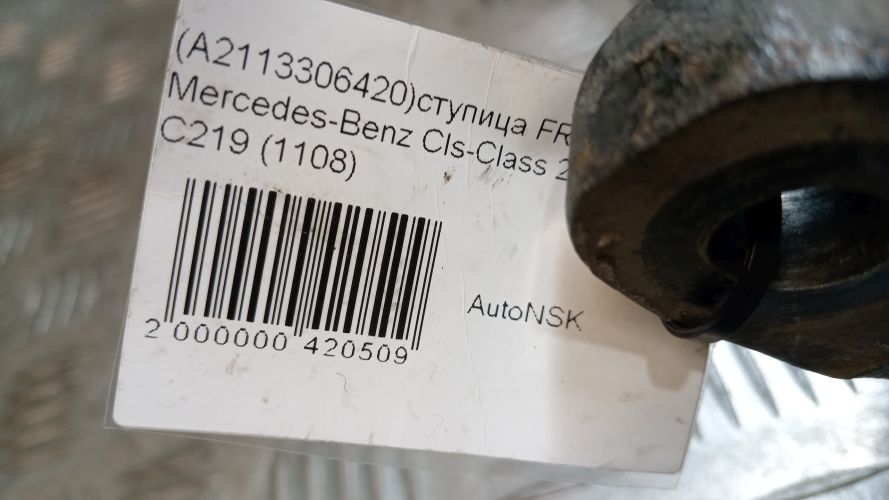 (A2113306420)ступица FR
Mercedes-Benz Cls-Class 2
C219 (1108)
2 000000 420509
AutoNSK